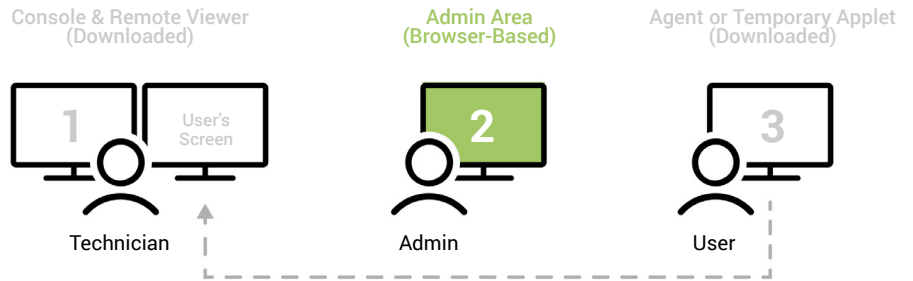 Console & Remote Viewer
(Downloaded)
Admin Area
(Browser-Based)
Agent or Temporary Applet
(Downloaded)
1
User's
Screen
2
3
Technician
Admin
User